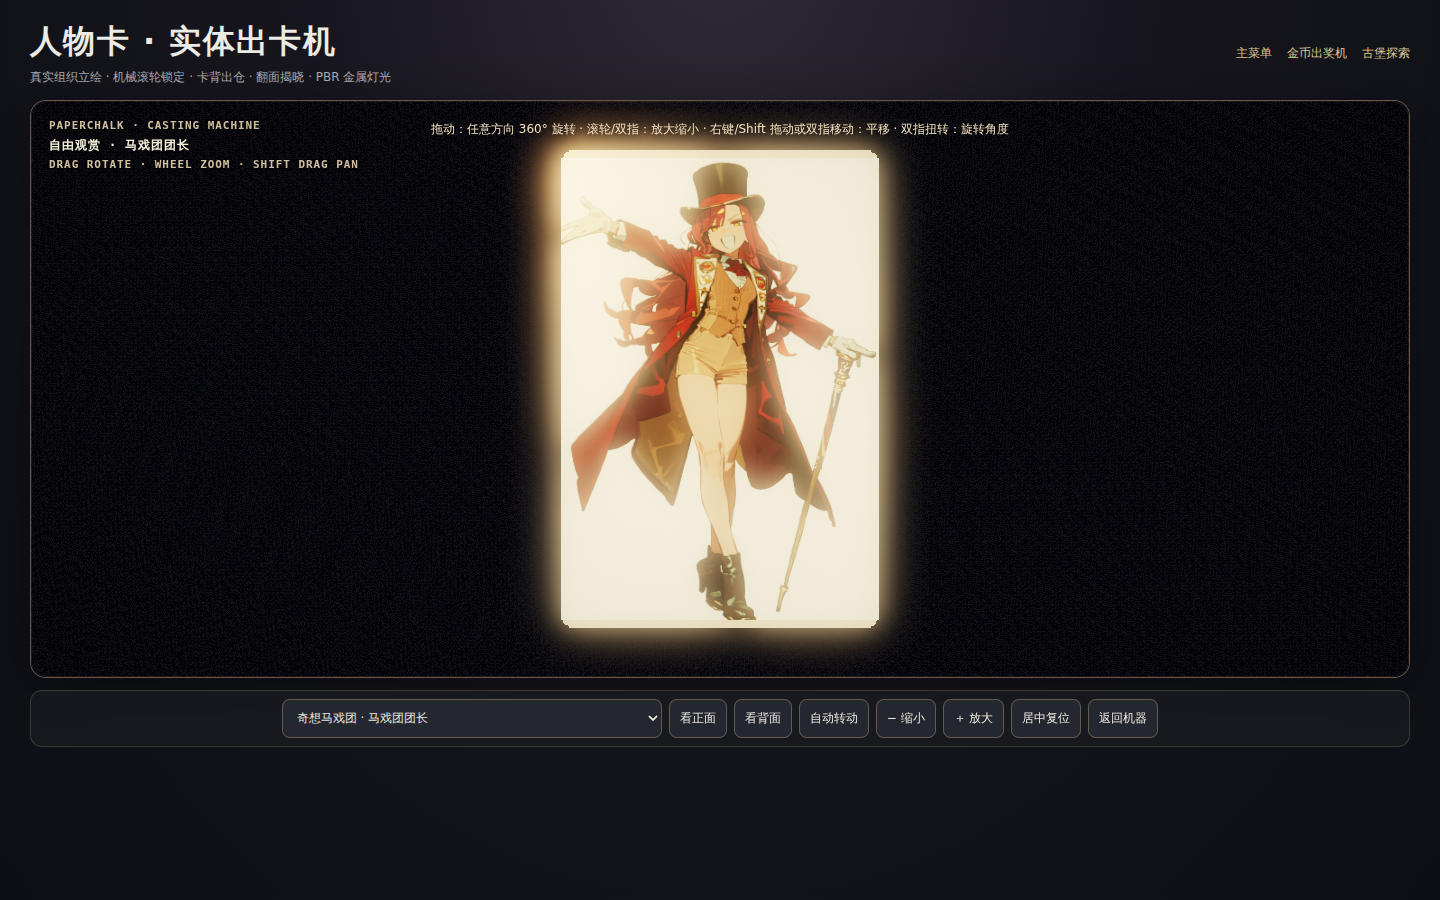 人物卡 · 实体出卡机
真实组织立绘 · 机械滚轮锁定 · 卡背出仓 · 翻面揭晓 · PBR 金属灯光
主菜单 金币出奖机 古堡探索
PAPERCHALK · CASTING MACHINE
自由观赏 · 马戏团团长
DRAG ROTATE · WHEEL ZOOM · SHIFT DRAG PAN
拖动：任意方向 360° 旋转 · 滚轮/双指：放大缩小 · 右键/Shift 拖动或双指移动：平移 · 双指扭转：旋转角度
奇想马戏团 · 马戏团团长
看正面
看背面
自动转动
− 缩小
＋ 放大
居中复位
返回机器